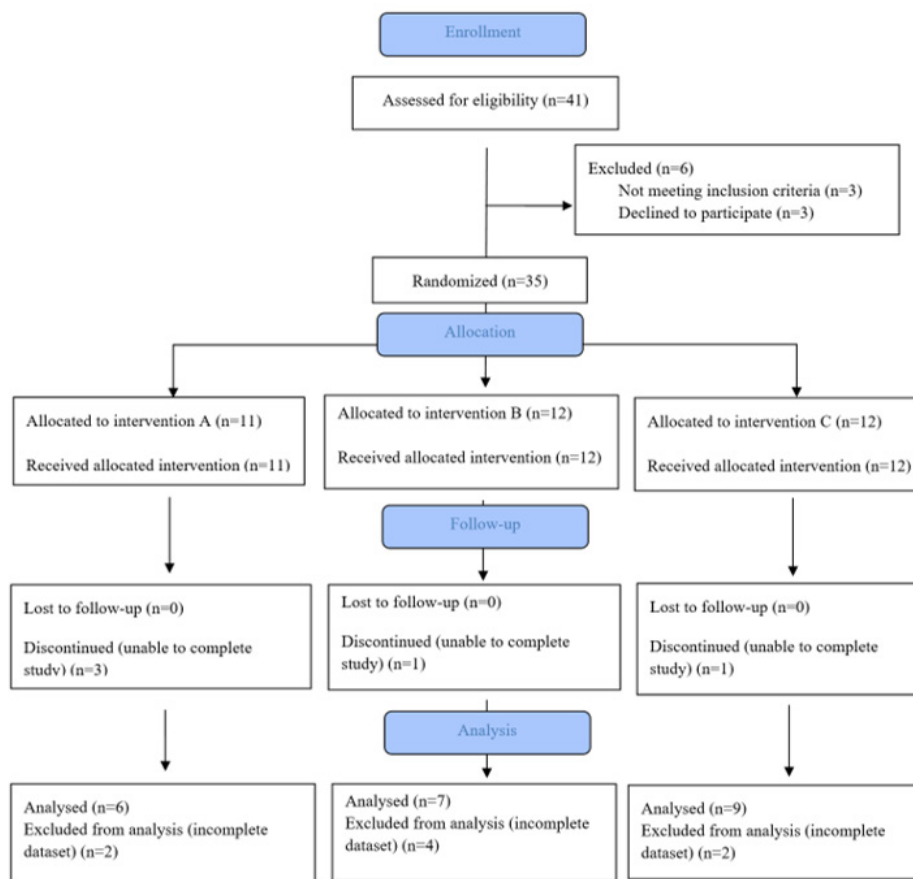 Enrollment
Assessed for eligibility (n=41)
Excluded (n=6)
Not meeting inclusion criteria (n=3)
Declined to participate (n=3)
Randomized (n=35)
Allocation
Allocated to intervention A (n=11)
Received allocated intervention (n=11)
Allocated to intervention B (n=12)
Received allocated intervention (n=12)
Allocated to intervention C (n=12)
Received allocated intervention (n=12)
Follow-up
Lost to follow-up (n=0)
Discontinued (unable to complete
study) (n=3)
Lost to follow-up (n=0)
Discontinued (unable to complete
study) (n=1)
Lost to follow-up (n=0)
Discontinued (unable to complete
study) (n=1)
Analysis
Analysed (n=6)
Excluded from analysis (incomplete
dataset) (n=2)
Analysed (n=7)
Excluded from analysis (incomplete
dataset) (n=4)
Analysed (n=9)
Excluded from analysis (incomplete
dataset) (n=2)